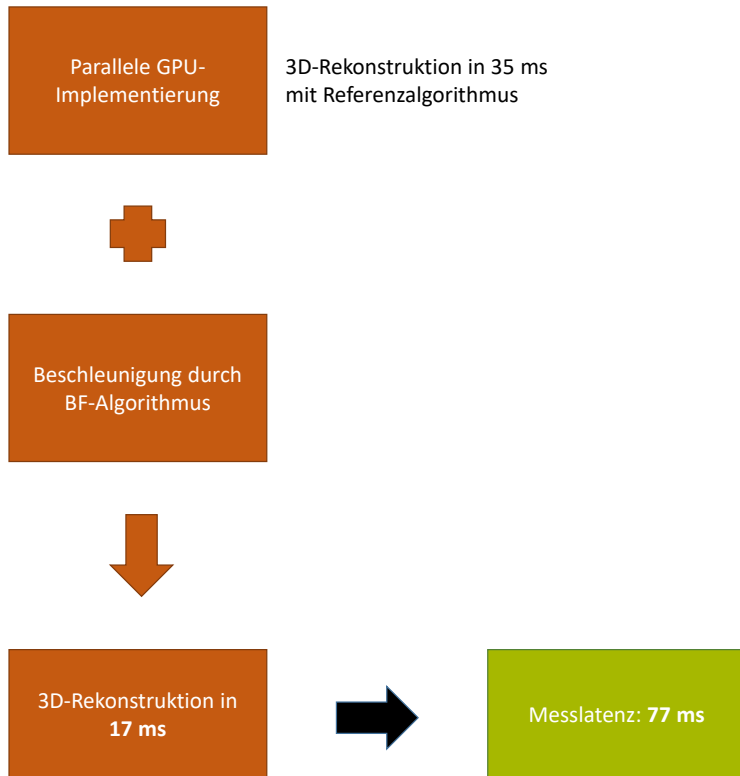 Parallele GPU-
Implementierung
3D-Rekonstruktion in 35 ms
mit Referenzalgorithmus
Beschleunigung durch
BF-Algorithmus
3D-Rekonstruktion in
17 ms
Messlatenz: 77 ms